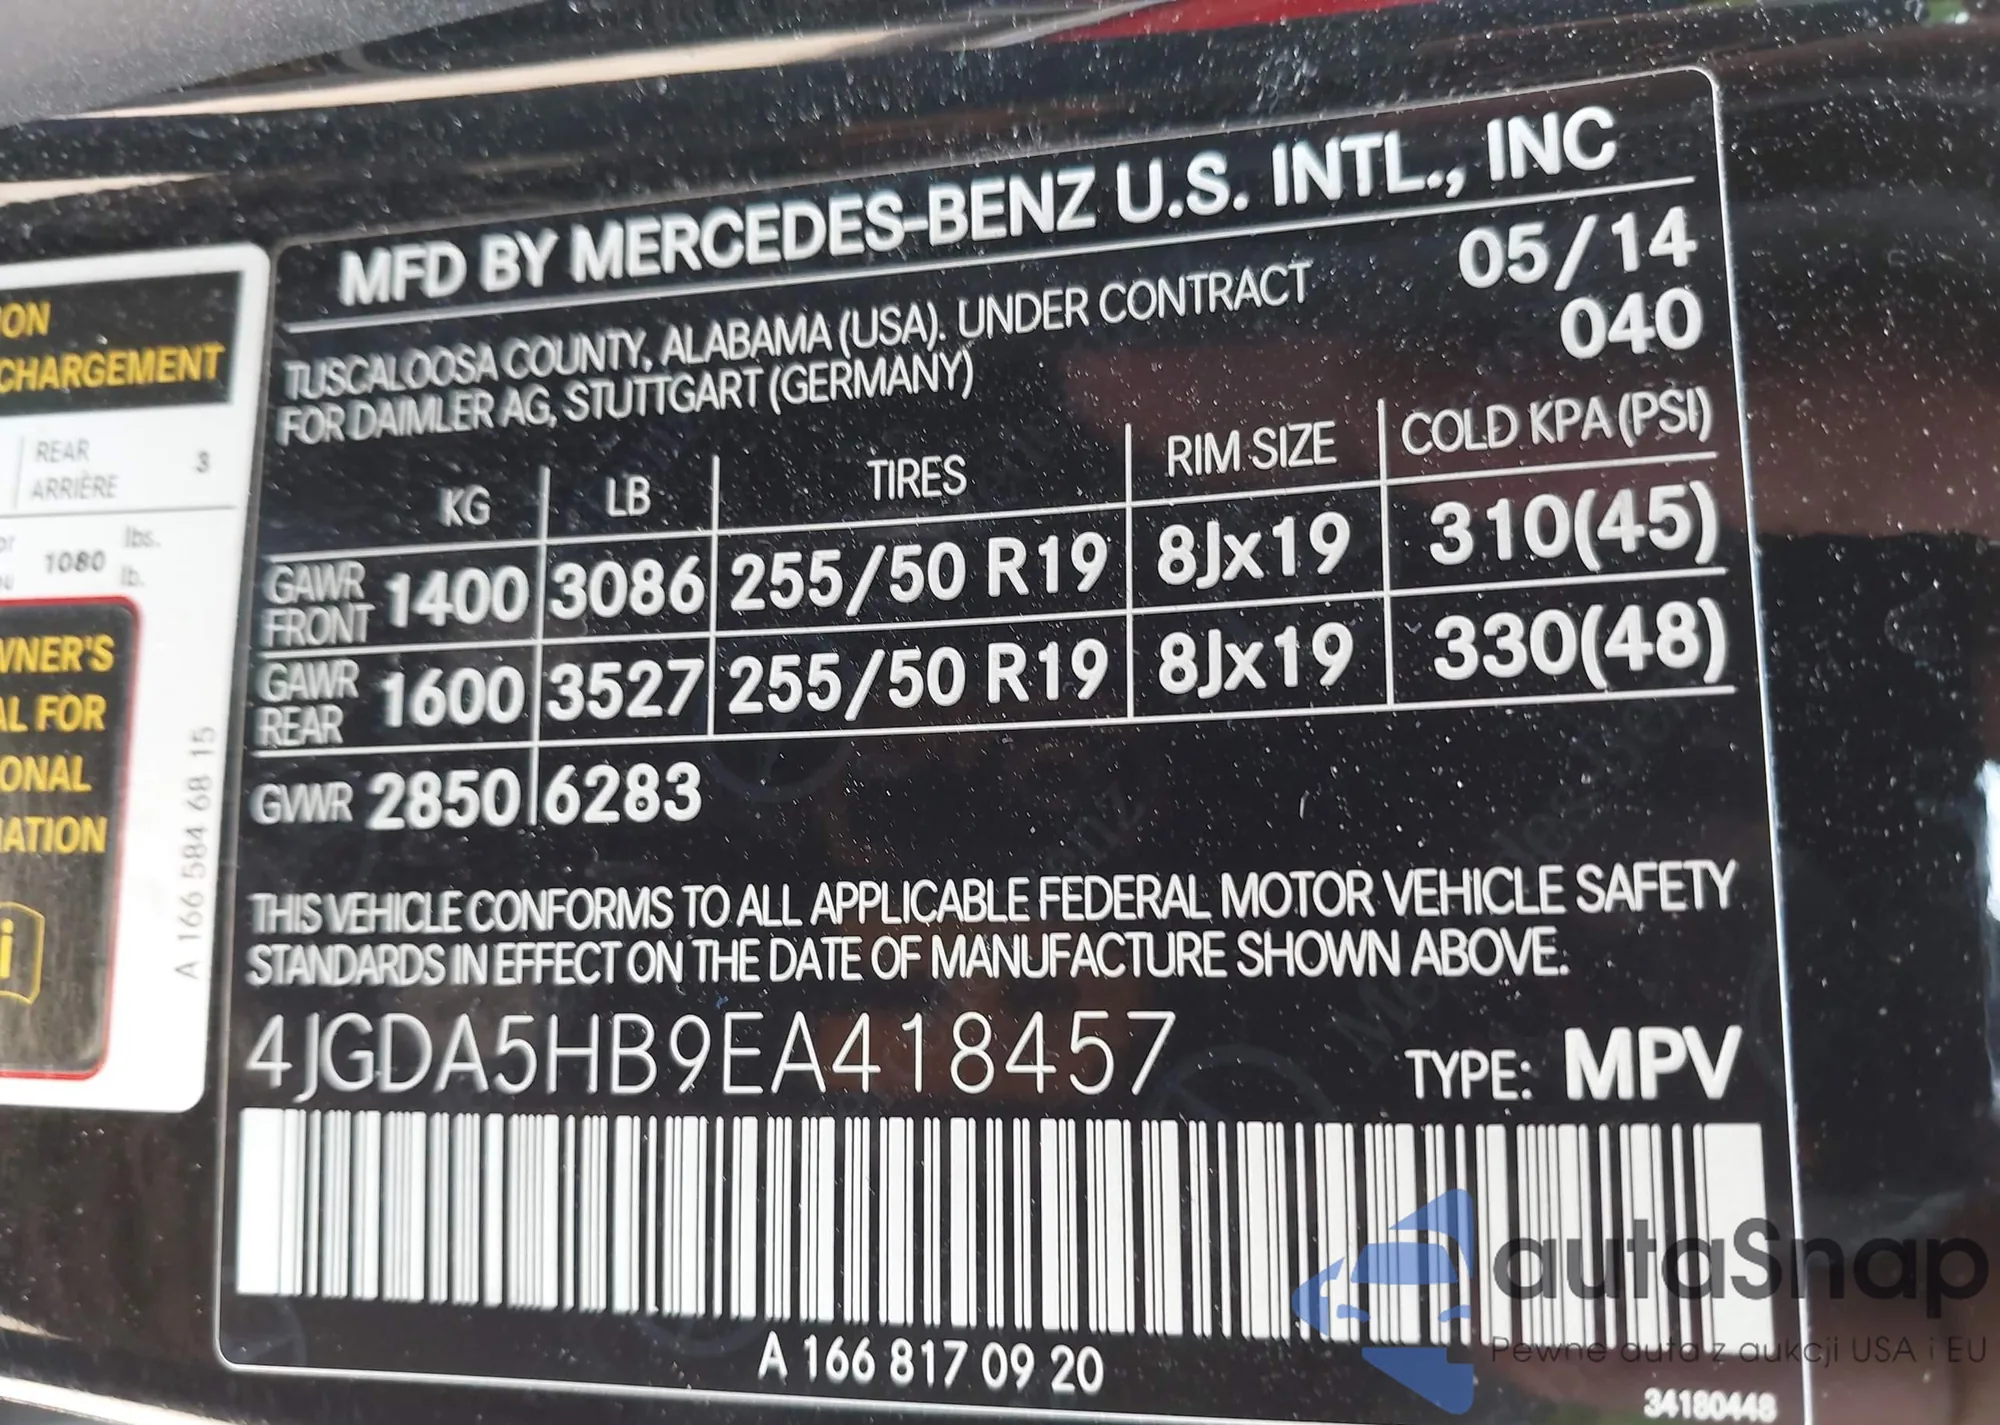 MFD BY MERCEDES-BENZ U.S. INTL., INC
TUSCALOOSA COUNTY, ALABAMA (USA). UNDER CONTRACT
FOR DAIMLER AG, STUTTGART (GERMANY)
05/14
040
KG LB TIRES RIM SIZE COLD KPA (PSI)
GAWR FRONT 1400 3086 255/50 R19 8Jx19 310(45)
GAWR REAR 1600 3527 255/50 R19 8Jx19 330(48)
GVWR 2850 6283
THIS VEHICLE CONFORMS TO ALL APPLICABLE FEDERAL MOTOR VEHICLE SAFETY
STANDARDS IN EFFECT ON THE DATE OF MANUFACTURE SHOWN ABOVE.
4JGDA5HB9EA418457 TYPE: MPV
A 166 817 09 20
34180448
ION
CHARGEMENT
REAR 3
ARRIÈRE
1080 lbs.
lb.
WNER'S
AL FOR
ONAL
MATION
i
A 166 584 68 15
autaSnap
Pewne auta z aukcji USA i EU